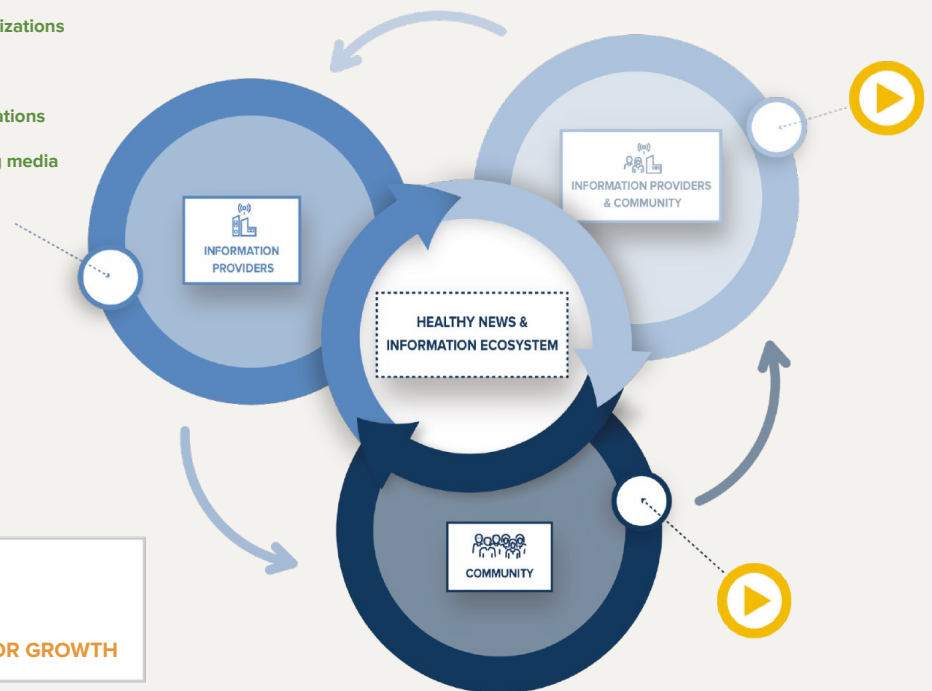 izations
ations
g media
INFORMATION PROVIDERS
& COMMUNITY
INFORMATION
PROVIDERS
HEALTHY NEWS &
INFORMATION ECOSYSTEM
COMMUNITY
OR GROWTH